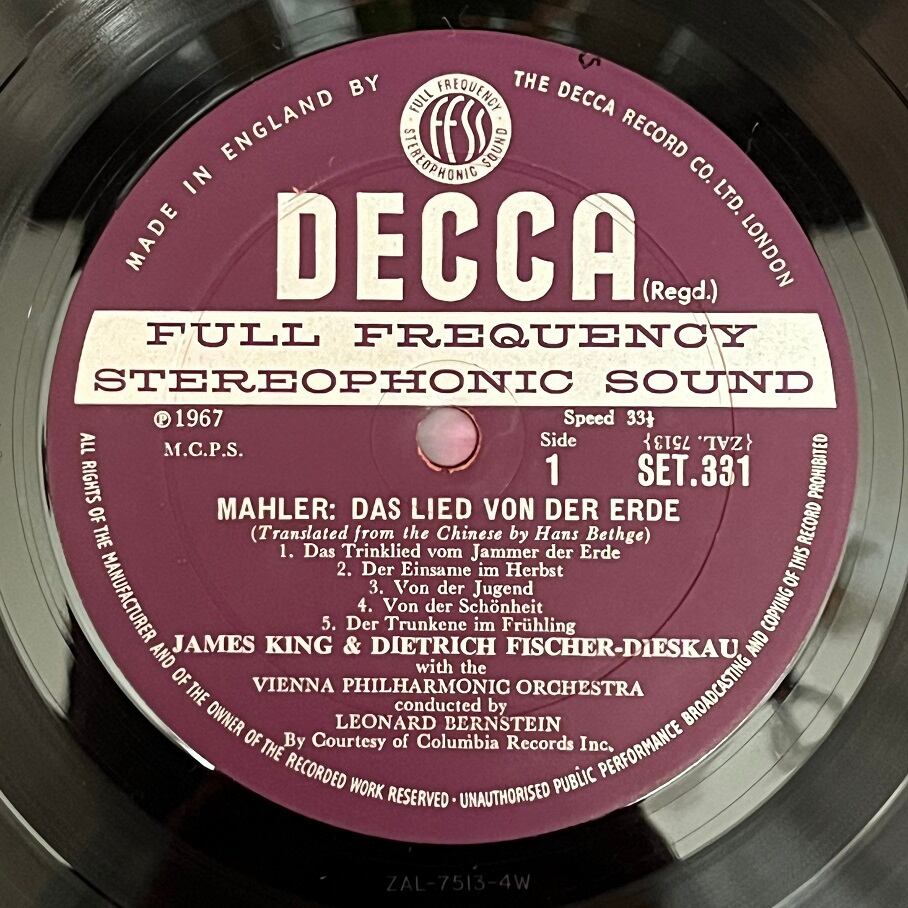 MADE IN ENGLAND BY
THE DECCA RECORD CO. LTD. LONDON
FULL FREQUENCY
FFSS
STEREOPHONIC SOUND
DECCA
(Regd.)
FULL FREQUENCY
STEREOPHONIC SOUND
℗1967
Speed 33⅓
M.C.P.S.
Side
{ZAL. 7513}
1
SET.331
MAHLER: DAS LIED VON DER ERDE
(Translated from the Chinese by Hans Bethge)
1. Das Trinklied vom Jammer der Erde
2. Der Einsame im Herbst
3. Von der Jugend
4. Von der Schönheit
5. Der Trunkene im Frühling
JAMES KING & DIETRICH FISCHER-DIESKAU
with the
VIENNA PHILHARMONIC ORCHESTRA
conducted by
LEONARD BERNSTEIN
By Courtesy of Columbia Records Inc.
ALL RIGHTS OF THE MANUFACTURER AND OF THE OWNER OF THE RECORDED WORK RESERVED · UNAUTHORISED PUBLIC PERFORMANCE BROADCASTING AND COPYING OF THIS RECORD PROHIBITED
ZAL-7513-4W